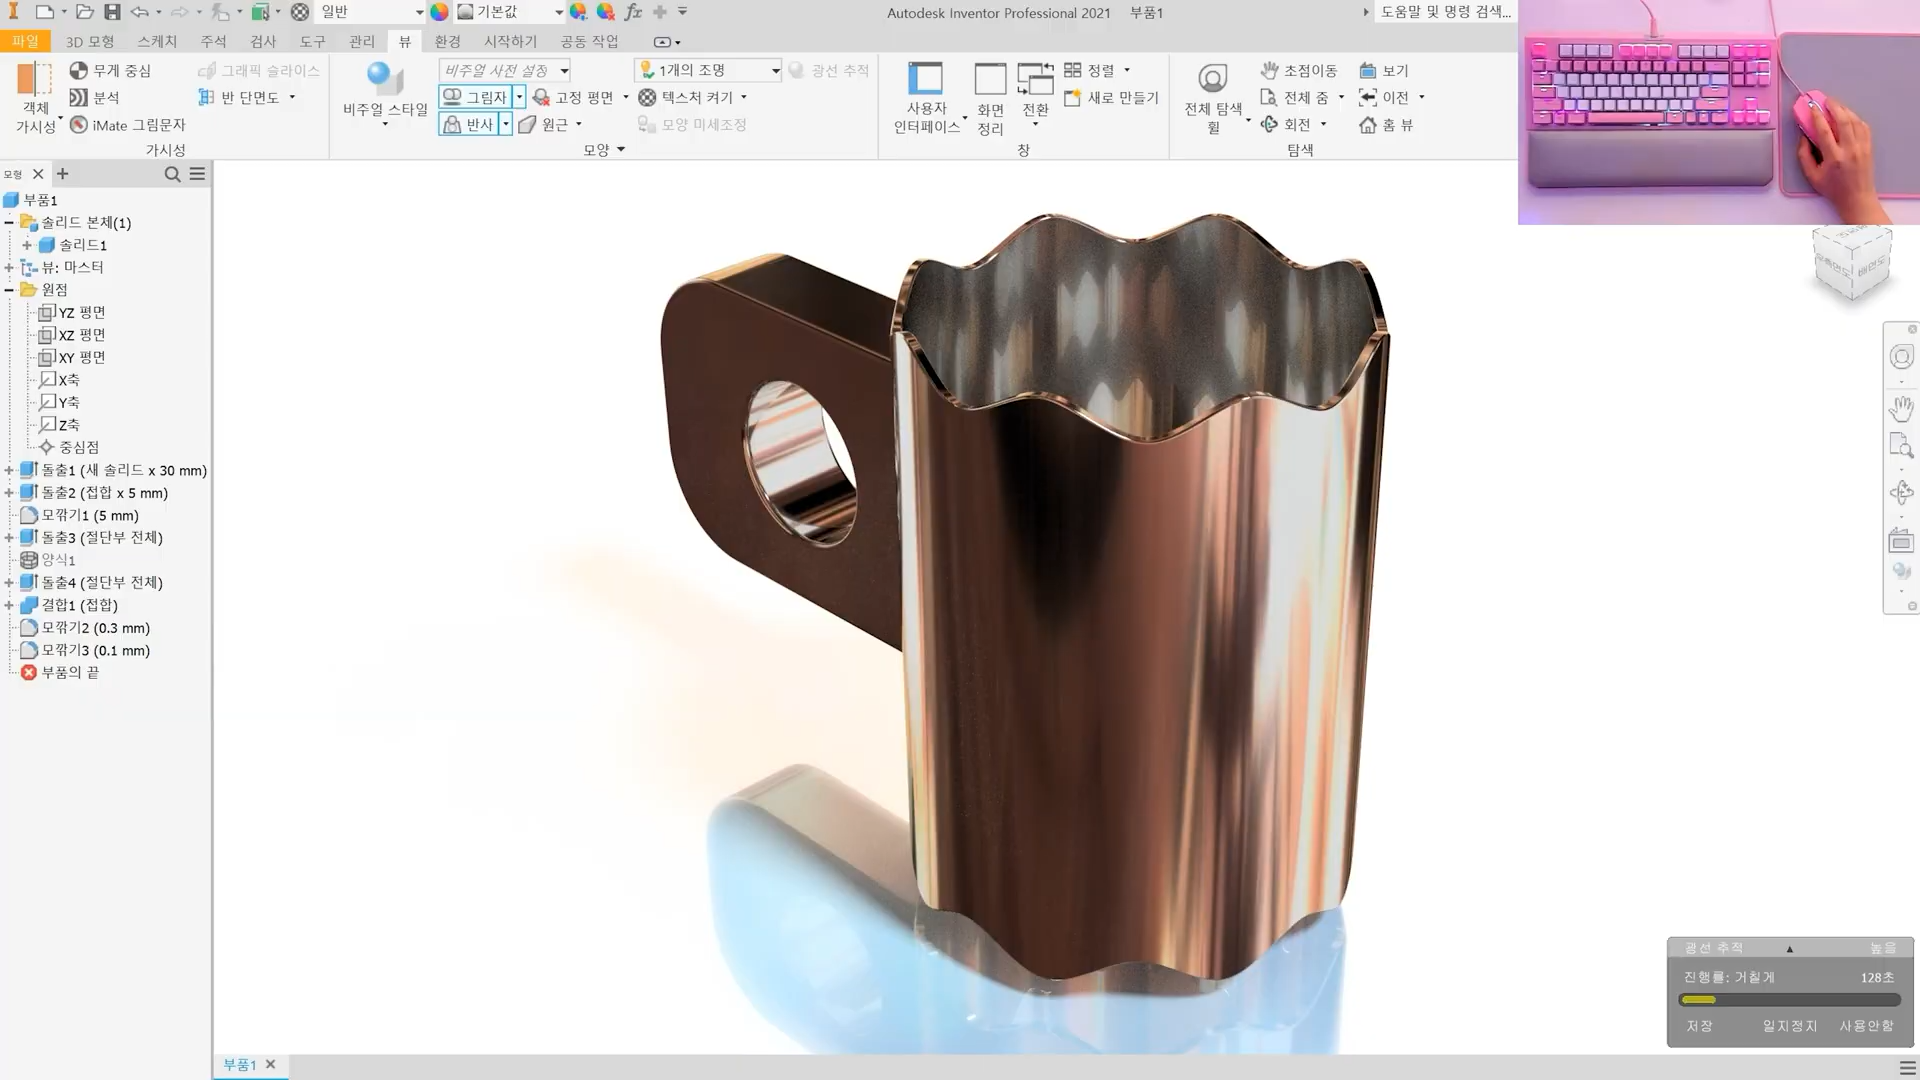 일반
기본값
Autodesk Inventor Professional 2021 부품1
도움말 및 명령 검색...
파일 3D 모형 스케치 주석 검사 도구 관리 뷰 환경 시작하기 공동 작업
객체
가시성
무게 중심
분석
iMate 그림문자
그래픽 슬라이스
반 단면도
가시성
비주얼 스타일
비주얼 사전 설정
그림자
반사
고정 평면
원근
1개의 조명
텍스처 켜기
모양 미세조정
광선 추적
모양
사용자
인터페이스
화면
정리
전환
정렬
새로 만들기
창
전체 탐색
휠
초점이동
전체 줌
회전
보기
이전
홈 뷰
탐색
모형
부품1
솔리드 본체(1)
솔리드1
뷰: 마스터
원점
YZ 평면
XZ 평면
XY 평면
X축
Y축
Z축
중심점
돌출1 (새 솔리드 x 30 mm)
돌출2 (접합 x 5 mm)
모깎기1 (5 mm)
돌출3 (절단부 전체)
양식1
돌출4 (절단부 전체)
결합1 (접합)
모깎기2 (0.3 mm)
모깎기3 (0.1 mm)
부품의 끝
광선 추적 높음
진행률: 거칠게 128초
저장 일지정지 사용안함
부품1